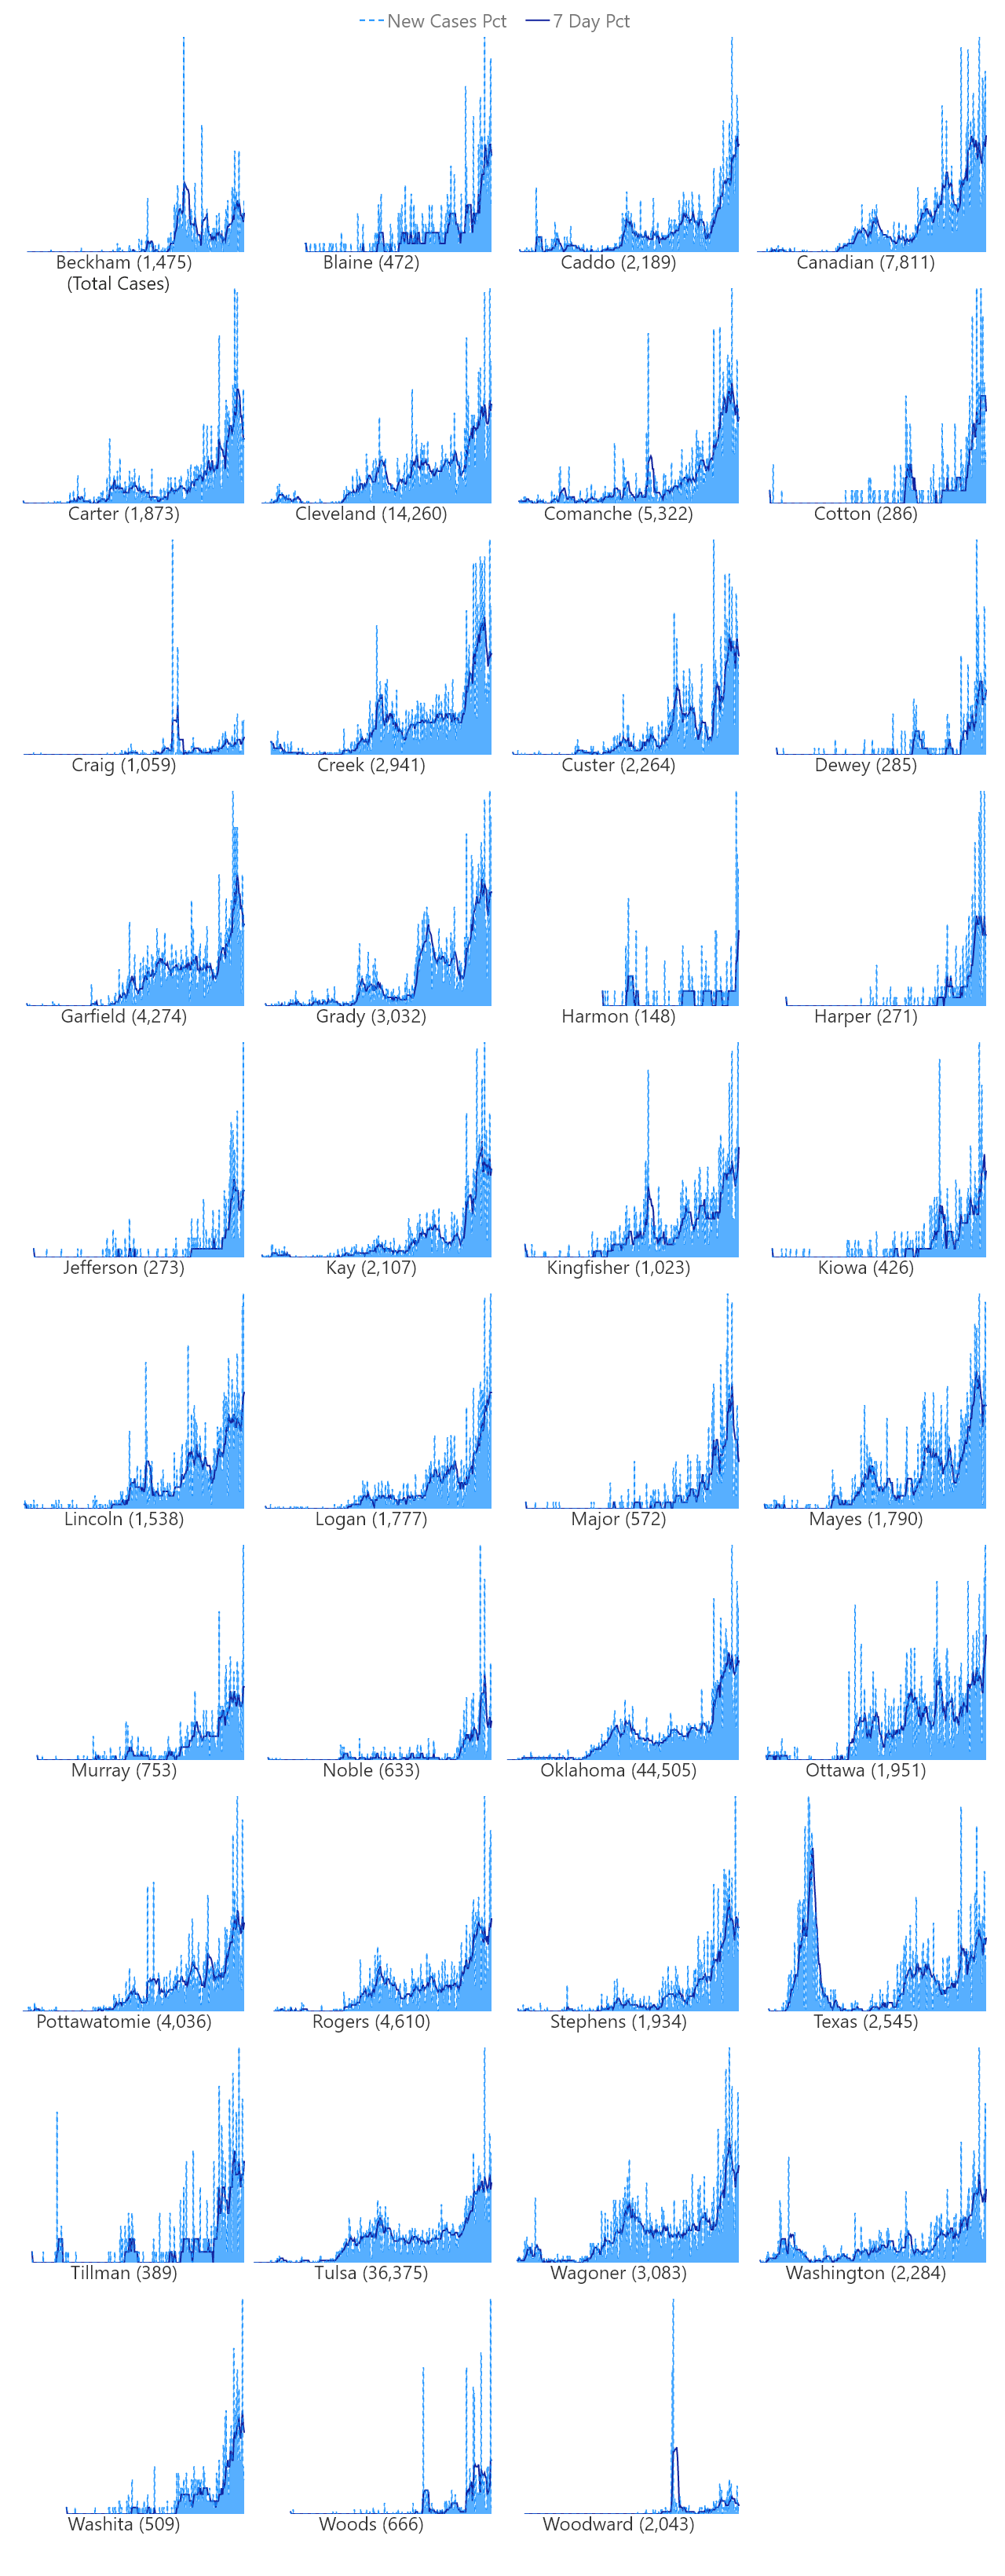 New Cases Pct 7 Day Pct
Beckham (1,475) Blaine (472) Caddo (2,189) Canadian (7,811)
(Total Cases)
Carter (1,873) Cleveland (14,260) Comanche (5,322) Cotton (286)
Craig (1,059) Creek (2,941) Custer (2,264) Dewey (285)
Garfield (4,274) Grady (3,032) Harmon (148) Harper (271)
Jefferson (273) Kay (2,107) Kingfisher (1,023) Kiowa (426)
Lincoln (1,538) Logan (1,777) Major (572) Mayes (1,790)
Murray (753) Noble (633) Oklahoma (44,505) Ottawa (1,951)
Pottawatomie (4,036) Rogers (4,610) Stephens (1,934) Texas (2,545)
Tillman (389) Tulsa (36,375) Wagoner (3,083) Washington (2,284)
Washita (509) Woods (666) Woodward (2,043)